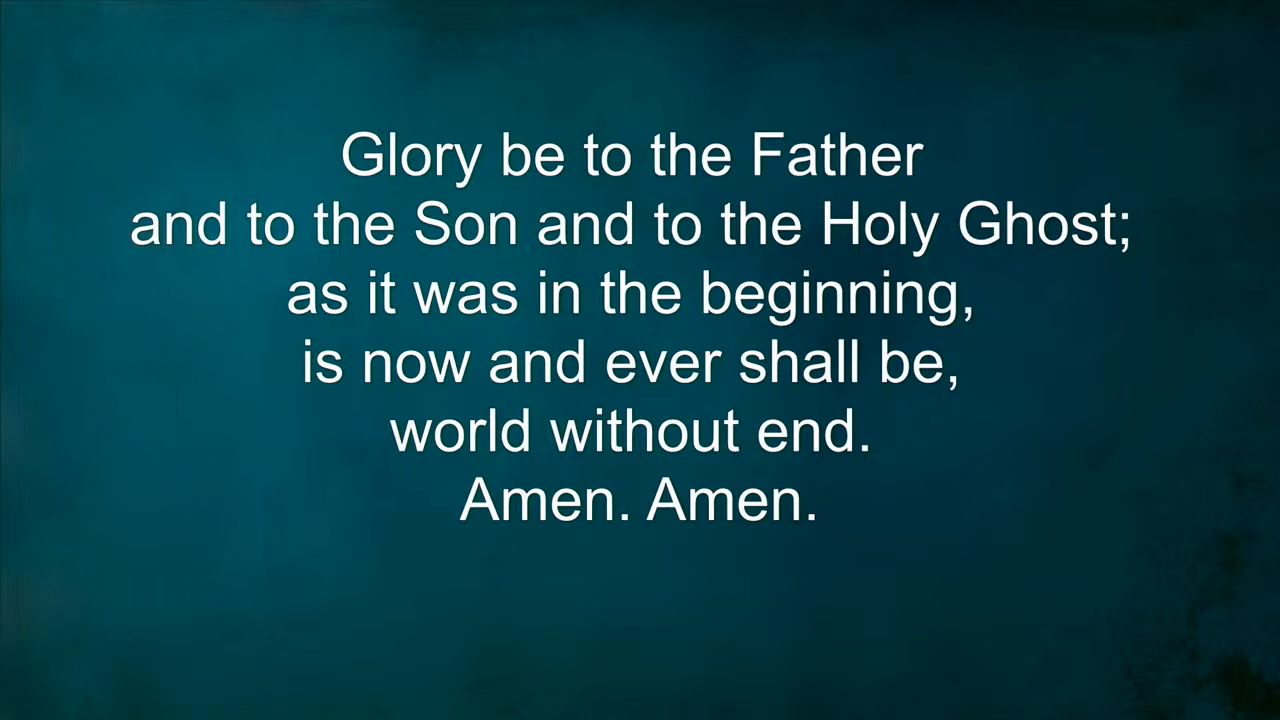 Glory be to the Father
and to the Son and to the Holy Ghost;
as it was in the beginning,
is now and ever shall be,
world without end.
Amen. Amen.